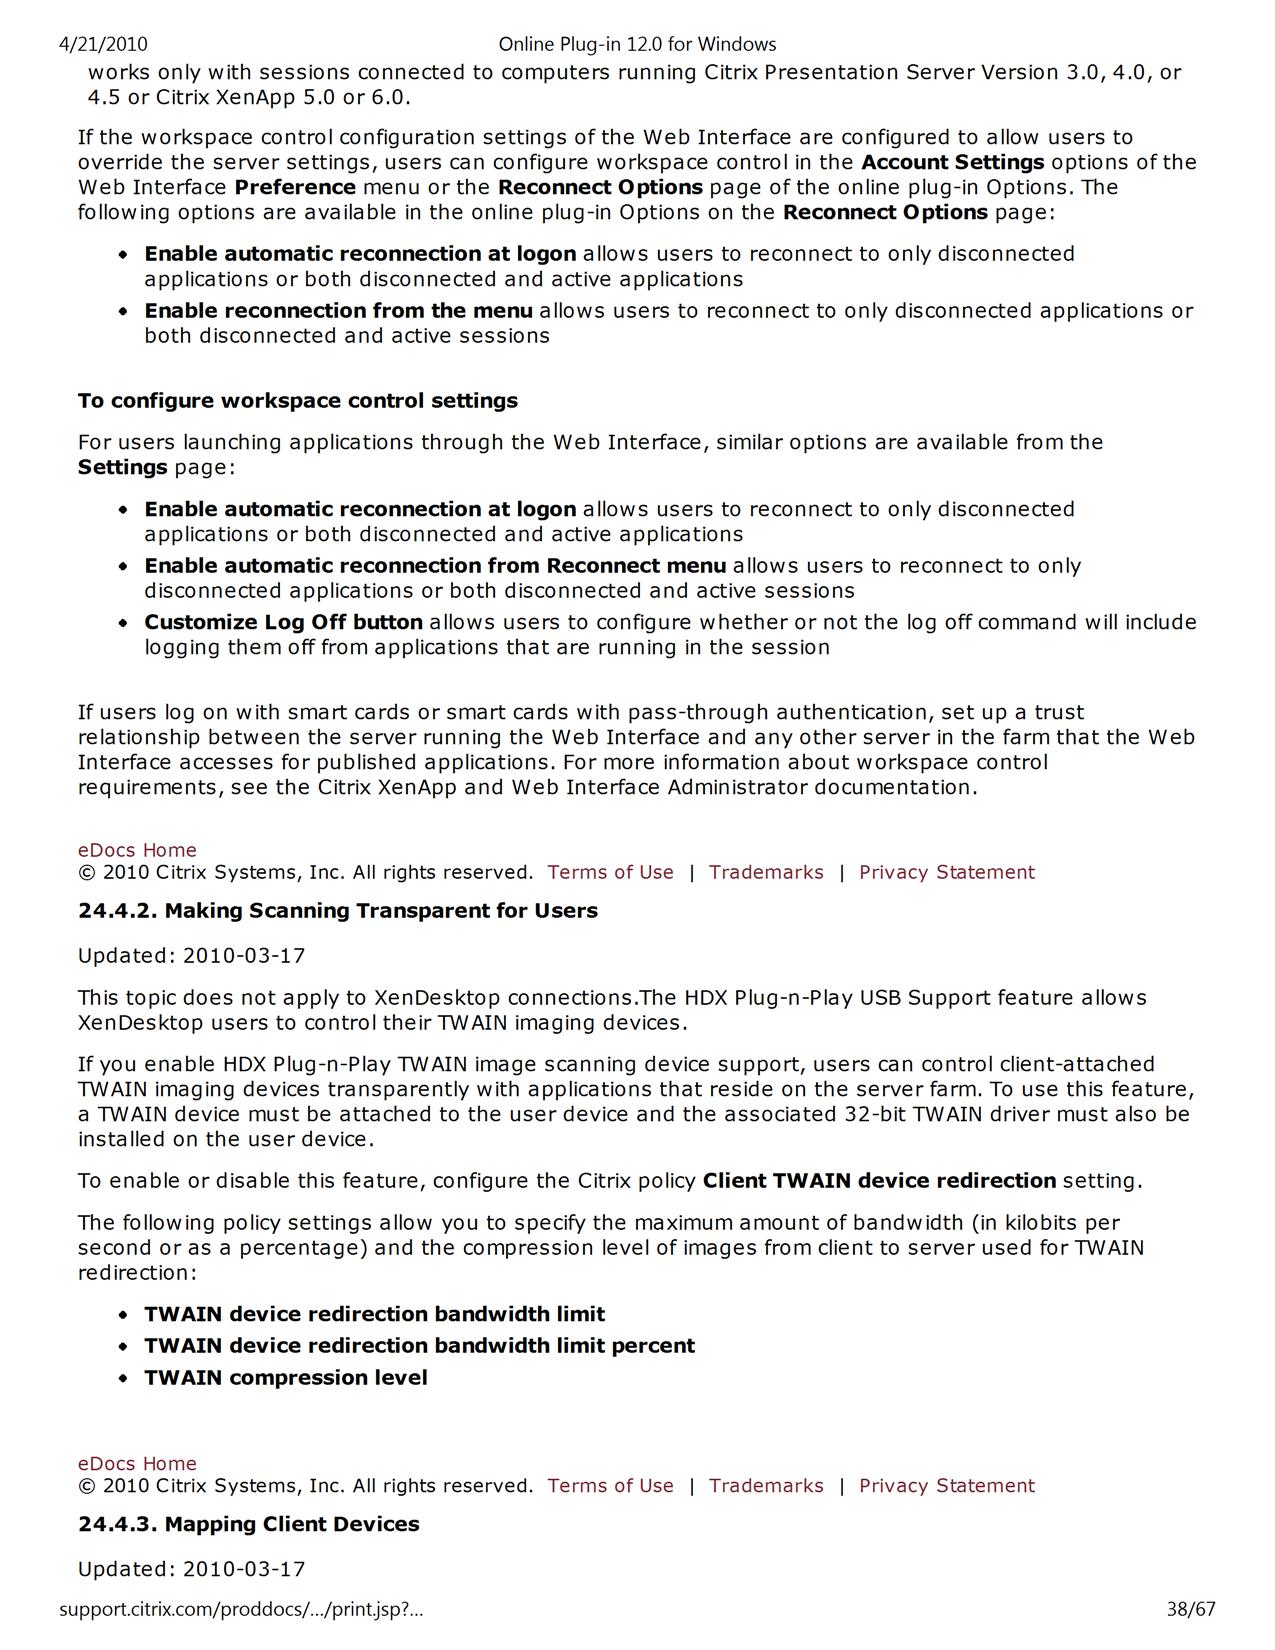 4/21/2010 Online Plug-in 12.0 for Windows
works only with sessions connected to computers running Citrix Presentation Server Version 3.0, 4.0, or
4.5 or Citrix XenApp 5.0 or 6.0.
If the workspace control configuration settings of the Web Interface are configured to allow users to
override the server settings, users can configure workspace control in the Account Settings options of the
Web Interface Preference menu or the Reconnect Options page of the online plug-in Options. The
following options are available in the online plug-in Options on the Reconnect Options page:
• Enable automatic reconnection at logon allows users to reconnect to only disconnected
applications or both disconnected and active applications
• Enable reconnection from the menu allows users to reconnect to only disconnected applications or
both disconnected and active sessions
To configure workspace control settings
For users launching applications through the Web Interface, similar options are available from the
Settings page:
• Enable automatic reconnection at logon allows users to reconnect to only disconnected
applications or both disconnected and active applications
• Enable automatic reconnection from Reconnect menu allows users to reconnect to only
disconnected applications or both disconnected and active sessions
• Customize Log Off button allows users to configure whether or not the log off command will include
logging them off from applications that are running in the session
If users log on with smart cards or smart cards with pass-through authentication, set up a trust
relationship between the server running the Web Interface and any other server in the farm that the Web
Interface accesses for published applications. For more information about workspace control
requirements, see the Citrix XenApp and Web Interface Administrator documentation.
eDocs Home
© 2010 Citrix Systems, Inc. All rights reserved. Terms of Use | Trademarks | Privacy Statement
24.4.2. Making Scanning Transparent for Users
Updated: 2010-03-17
This topic does not apply to XenDesktop connections.The HDX Plug-n-Play USB Support feature allows
XenDesktop users to control their TWAIN imaging devices.
If you enable HDX Plug-n-Play TWAIN image scanning device support, users can control client-attached
TWAIN imaging devices transparently with applications that reside on the server farm. To use this feature,
a TWAIN device must be attached to the user device and the associated 32-bit TWAIN driver must also be
installed on the user device.
To enable or disable this feature, configure the Citrix policy Client TWAIN device redirection setting.
The following policy settings allow you to specify the maximum amount of bandwidth (in kilobits per
second or as a percentage) and the compression level of images from client to server used for TWAIN
redirection:
• TWAIN device redirection bandwidth limit
• TWAIN device redirection bandwidth limit percent
• TWAIN compression level
eDocs Home
© 2010 Citrix Systems, Inc. All rights reserved. Terms of Use | Trademarks | Privacy Statement
24.4.3. Mapping Client Devices
Updated: 2010-03-17
support.citrix.com/proddocs/.../print.jsp?... 38/67